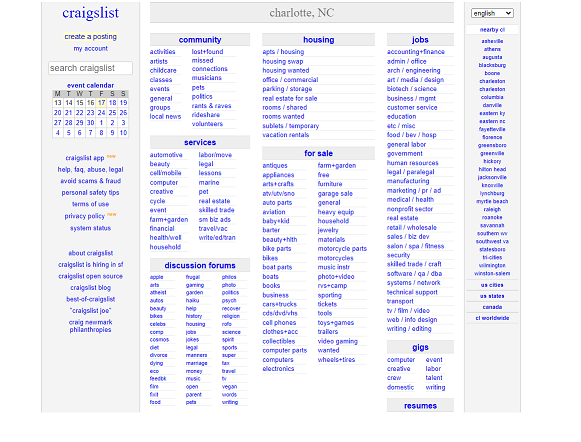 craigslist
create a posting
my account
search craigslist
event calendar
M T W T F S S
13 14 15 16 17 18 19
20 21 22 23 24 25 26
27 28 29 30 1 2 3
4 5 6 7 8 9 10
craigslist app new
help, faq, abuse, legal
avoid scams & fraud
personal safety tips
terms of use
privacy policy new
system status
about craigslist
craigslist is hiring in sf
craigslist open source
craigslist blog
best-of-craigslist
"craigslist joe"
craig newmark
philanthropies
charlotte, NC
community
activities
artists
childcare
classes
events
general
groups
local news
lost+found
missed
connections
musicians
pets
politics
rants & raves
rideshare
volunteers
services
automotive
beauty
cell/mobile
computer
creative
cycle
event
farm+garden
financial
health/well
household
labor/move
legal
lessons
marine
pet
real estate
skilled trade
sm biz ads
travel/vac
write/ed/tran
discussion forums
apple
arts
atheist
autos
beauty
bikes
celebs
comp
cosmos
diet
divorce
dying
eco
feedbk
film
fixit
food
frugal
gaming
garden
haiku
help
history
housing
jobs
jokes
legal
manners
marriage
money
music
open
parent
pets
philos
photo
politics
psych
recover
religion
rofo
science
spirit
sports
super
tax
travel
tv
vegan
words
writing
housing
apts / housing
housing swap
housing wanted
office / commercial
parking / storage
real estate for sale
rooms / shared
rooms wanted
sublets / temporary
vacation rentals
for sale
antiques
appliances
arts+crafts
atv/utv/sno
auto parts
aviation
baby+kid
barter
beauty+hlth
bike parts
bikes
boat parts
boats
books
business
cars+trucks
cds/dvd/vhs
cell phones
clothes+acc
collectibles
computer parts
computers
electronics
farm+garden
free
furniture
garage sale
general
heavy equip
household
jewelry
materials
motorcycle parts
motorcycles
music instr
photo+video
rvs+camp
sporting
tickets
tools
toys+games
trailers
video gaming
wanted
wheels+tires
jobs
accounting+finance
admin / office
arch / engineering
art / media / design
biotech / science
business / mgmt
customer service
education
etc / misc
food / bev / hosp
general labor
government
human resources
legal / paralegal
manufacturing
marketing / pr / ad
medical / health
nonprofit sector
real estate
retail / wholesale
sales / biz dev
salon / spa / fitness
security
skilled trade / craft
software / qa / dba
systems / network
technical support
transport
tv / film / video
web / info design
writing / editing
gigs
computer
creative
crew
domestic
event
labor
talent
writing
resumes
english
nearby cl
asheville
athens
augusta
blacksburg
boone
charleston
charleston
columbia
danville
eastern ky
eastern nc
fayetteville
florence
greensboro
greenville
hickory
hilton head
jacksonville
knoxville
lynchburg
myrtle beach
raleigh
roanoke
savannah
southern wv
southwest va
statesboro
tri-cities
wilmington
winston-salem
us cities
us states
canada
cl worldwide